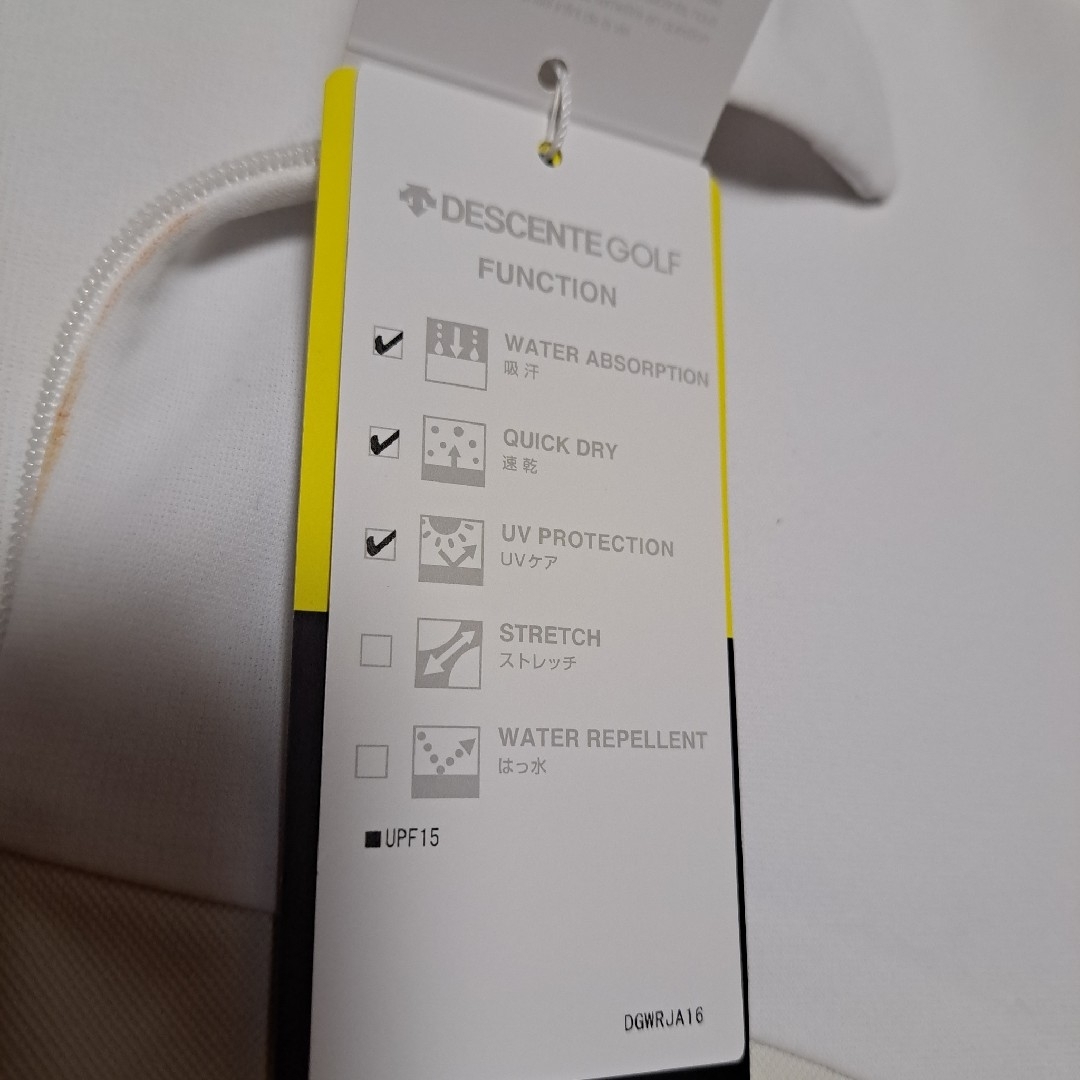 DESCENTE GOLF
FUNCTION
WATER ABSORPTION
吸汗
QUICK DRY
速乾
UV PROTECTION
UVケア
STRETCH
ストレッチ
WATER REPELLENT
はっ水
■UPF15
DGWRJA16